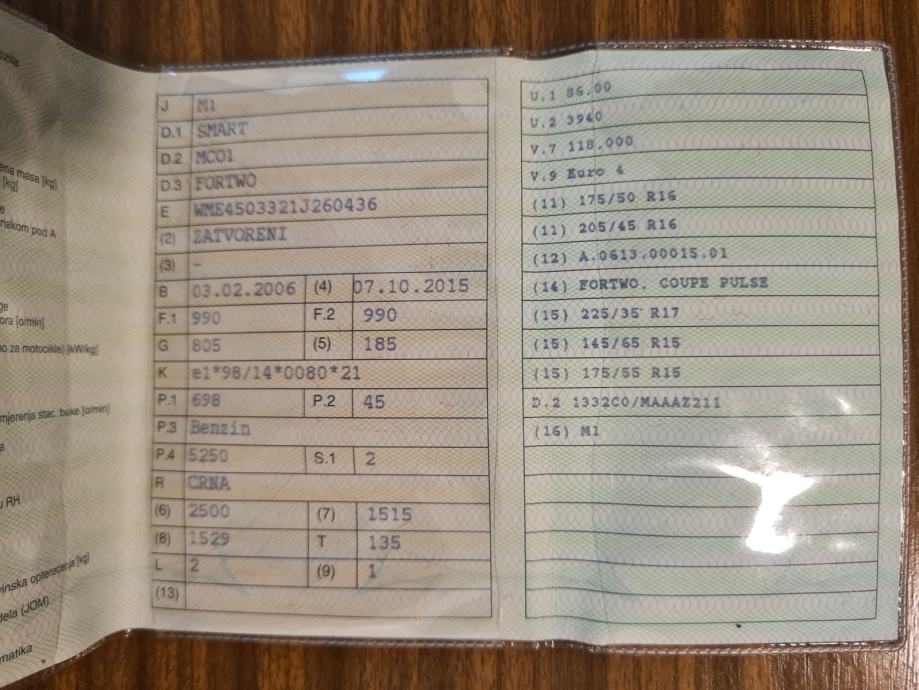 ozila
ena masa [kg]
[kg]
nakom pod A
ge
ora [o/min]
o za motocikle) [kW/kg]
mjerenja stac. buke [o/min]
a
u RH
vinska opterećenja [kg]
dela (JOM)
matika
J M1
D.1 SMART
D.2 MC01
D.3 FORTWO
E WME4503321J260436
(2) ZATVORENI
(3) -
B 03.02.2006 (4) 07.10.2015
F.1 990 F.2 990
G 805 (5) 185
K e1*98/14*0080*21
P.1 698 P.2 45
P.3 Benzin
P.4 5250 S.1 2
R CRNA
(6) 2500 (7) 1515
(8) 1529 T 135
L 2 (9) 1
(13)
U.1 86.00
U.2 3940
V.7 118.000
V.9 Euro 4
(11) 175/50 R16
(11) 205/45 R16
(12) A.0613.00015.01
(14) FORTWO. COUPE PULSE
(15) 225/35 R17
(15) 145/65 R15
(15) 175/55 R15
D.2 1332C0/MAAAZ211
(16) M1